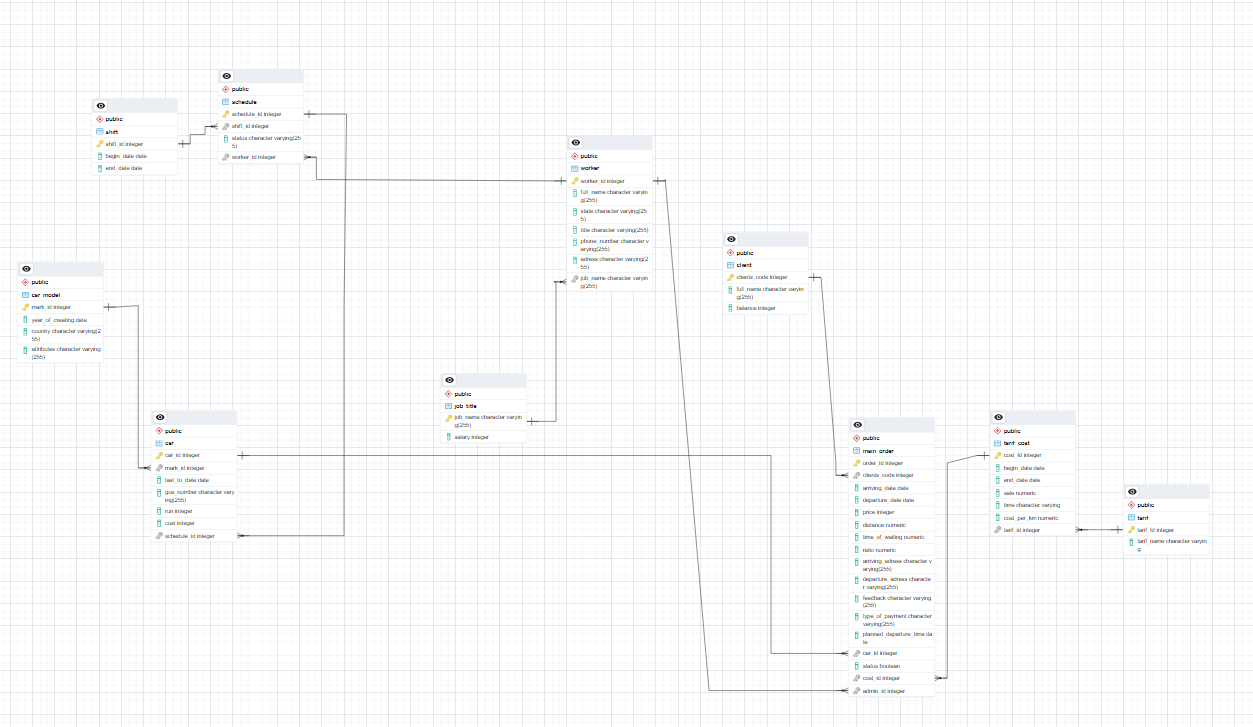 public
schedule
schedule_id integer
shift_id integer
status character varying(25
5)
worker_id integer
public
shift
shift_id integer
begin_date date
end_date date
public
worker
worker_id integer
full_name character varyin
g(255)
state character varying(25
5)
title character varying(255)
phone_number character v
arying(255)
adress character varying(2
55)
job_name character varyin
g(255)
public
client
clients_code integer
full_name character varyin
g(255)
balance integer
public
car_model
mark_id integer
year_of_creating date
country character varying(2
55)
attributes character varying
(255)
public
job_title
job_name character varyin
g(255)
salary integer
public
car
car_id integer
mark_id integer
last_to_date date
gos_number character vary
ing(255)
run integer
cost integer
schedule_id integer
public
main_order
order_id integer
clients_code integer
arriving_date date
departure_date date
price integer
distance numeric
time_of_waiting numeric
ratio numeric
arriving_adress character v
arying(255)
departure_adress characte
r varying(255)
feedback character varying
(255)
type_of_payment character
varying(255)
planned_departure_time da
te
car_id integer
status boolean
cost_id integer
admin_id integer
public
tarif_cost
cost_id integer
begin_date date
end_date date
sale numeric
time character varying
cost_per_km numeric
tarif_id integer
public
tarif
tarif_id integer
tarif_name character varyin
g